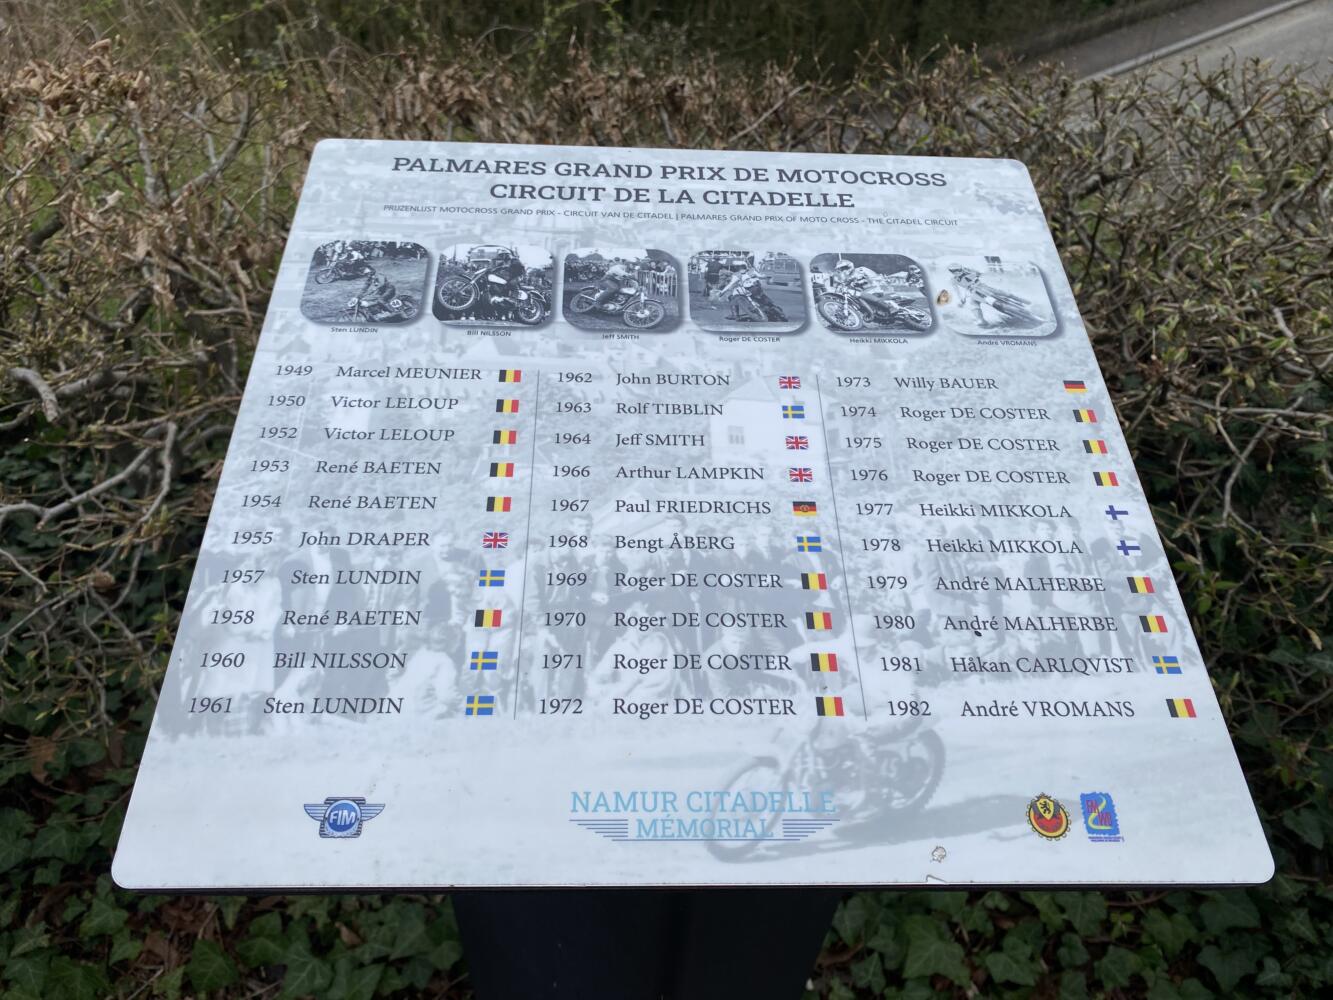 PALMARES GRAND PRIX DE MOTOCROSS
CIRCUIT DE LA CITADELLE
PRIJZENLIJST MOTOCROSS GRAND PRIX - CIRCUIT VAN DE CITADEL | PALMARES GRAND PRIX OF MOTO CROSS - THE CITADEL CIRCUIT
Sten LUNDIN
Bill NILSSON
Jeff SMITH
Roger DE COSTER
Heikki MIKKOLA
André VROMANS
1949 Marcel MEUNIER
1950 Victor LELOUP
1952 Victor LELOUP
1953 René BAETEN
1954 René BAETEN
1955 John DRAPER
1957 Sten LUNDIN
1958 René BAETEN
1960 Bill NILSSON
1961 Sten LUNDIN
1962 John BURTON
1963 Rolf TIBBLIN
1964 Jeff SMITH
1966 Arthur LAMPKIN
1967 Paul FRIEDRICHS
1968 Bengt ÅBERG
1969 Roger DE COSTER
1970 Roger DE COSTER
1971 Roger DE COSTER
1972 Roger DE COSTER
1973 Willy BAUER
1974 Roger DE COSTER
1975 Roger DE COSTER
1976 Roger DE COSTER
1977 Heikki MIKKOLA
1978 Heikki MIKKOLA
1979 André MALHERBE
1980 André MALHERBE
1981 Håkan CARLQVIST
1982 André VROMANS
FIM
NAMUR CITADELLE
MÉMORIAL